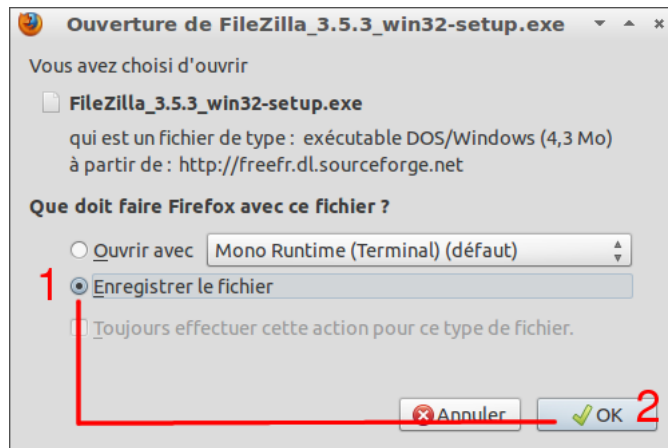 Ouverture de FileZilla_3.5.3_win32-setup.exe
Vous avez choisi d'ouvrir
FileZilla_3.5.3_win32-setup.exe
qui est un fichier de type : exécutable DOS/Windows (4,3 Mo)
à partir de : http://freefr.dl.sourceforge.net
Que doit faire Firefox avec ce fichier ?
Ouvrir avec Mono Runtime (Terminal) (défaut)
1 Enregistrer le fichier
Toujours effectuer cette action pour ce type de fichier.
Annuler OK 2